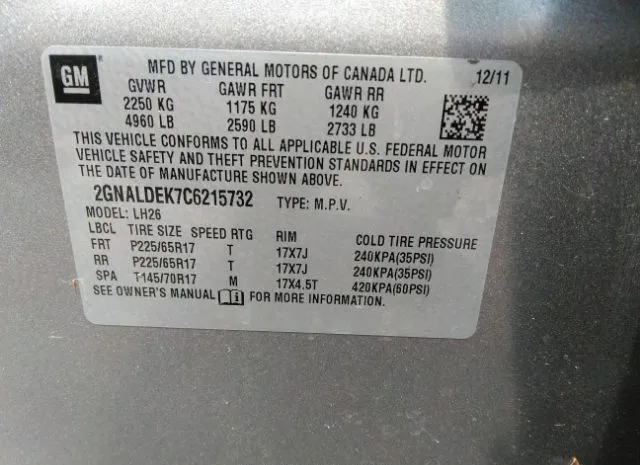 GM
MFD BY GENERAL MOTORS OF CANADA LTD. 12/11
GVWR GAWR FRT GAWR RR
2250 KG 1175 KG 1240 KG
4960 LB 2590 LB 2733 LB
THIS VEHICLE CONFORMS TO ALL APPLICABLE U.S. FEDERAL MOTOR
VEHICLE SAFETY AND THEFT PREVENTION STANDARDS IN EFFECT ON
THE DATE OF MANUFACTURE SHOWN ABOVE.
2GNALDEK7C6215732 TYPE: M.P.V.
MODEL: LH26
LBCL TIRE SIZE SPEED RTG RIM COLD TIRE PRESSURE
FRT P225/65R17 T 17X7J 240KPA(35PSI)
RR P225/65R17 T 17X7J 240KPA(35PSI)
SPA T145/70R17 M 17X4.5T 420KPA(60PSI)
SEE OWNER'S MANUAL FOR MORE INFORMATION.